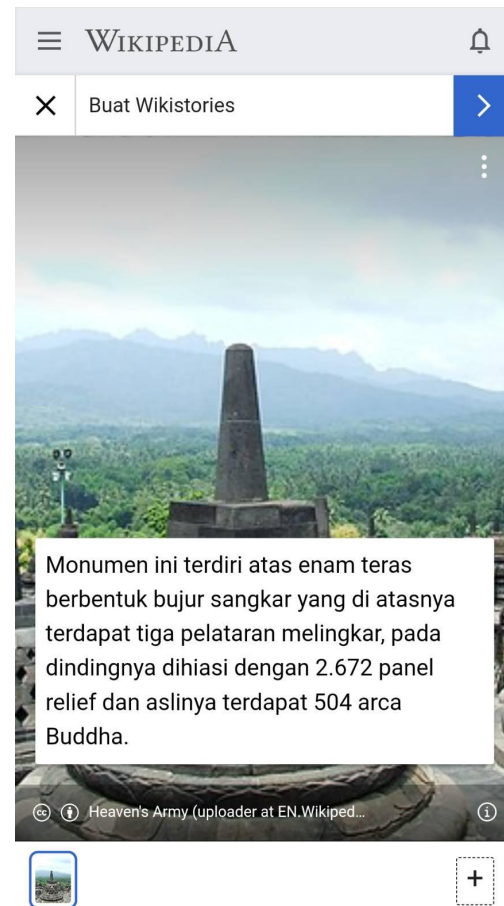 WIKIPEDIA
Buat Wikistories
Monumen ini terdiri atas enam teras
berbentuk bujur sangkar yang di atasnya
terdapat tiga pelataran melingkar, pada
dindingnya dihiasi dengan 2.672 panel
relief dan aslinya terdapat 504 arca
Buddha.
Heaven's Army (uploader at EN.Wikiped...